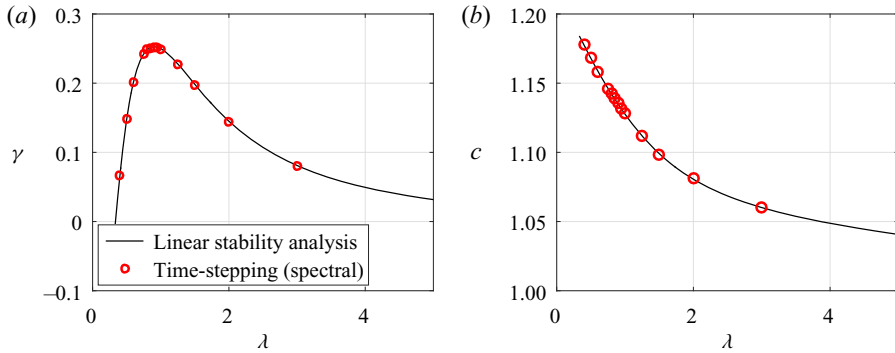 (a)
0.3
0.2
γ
0.1
0
–0.1
Linear stability analysis
Time-stepping (spectral)
0
2
4
λ
(b)
1.20
1.15
c
1.10
1.05
1.00
0
2
4
λ